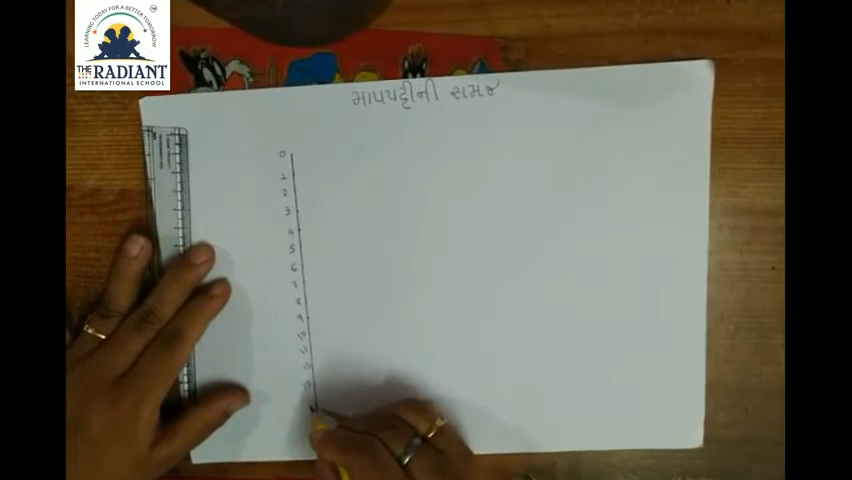 LEARNING TODAY FOR A BETTER TOMORROW
TM
THE RADIANT
INTERNATIONAL SCHOOL
માપપટ્ટીની સમજ
0
1
2
3
4
5
6
7
8
9
10
11